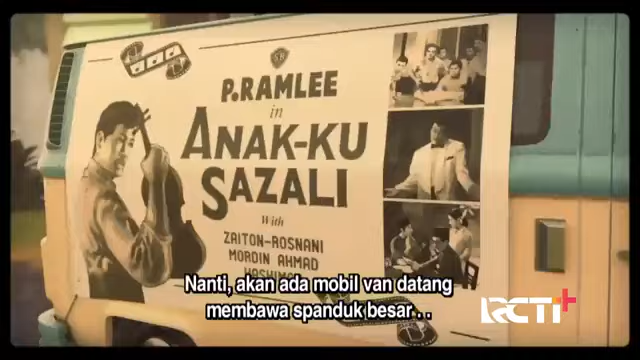 P.RAMLEE
in
ANAK-KU
SAZALI
With
ZAITON-ROSNANI
MORDIN AHMAD
Nanti, akan ada mobil van datang
membawa spanduk besar. . .
RCTI+